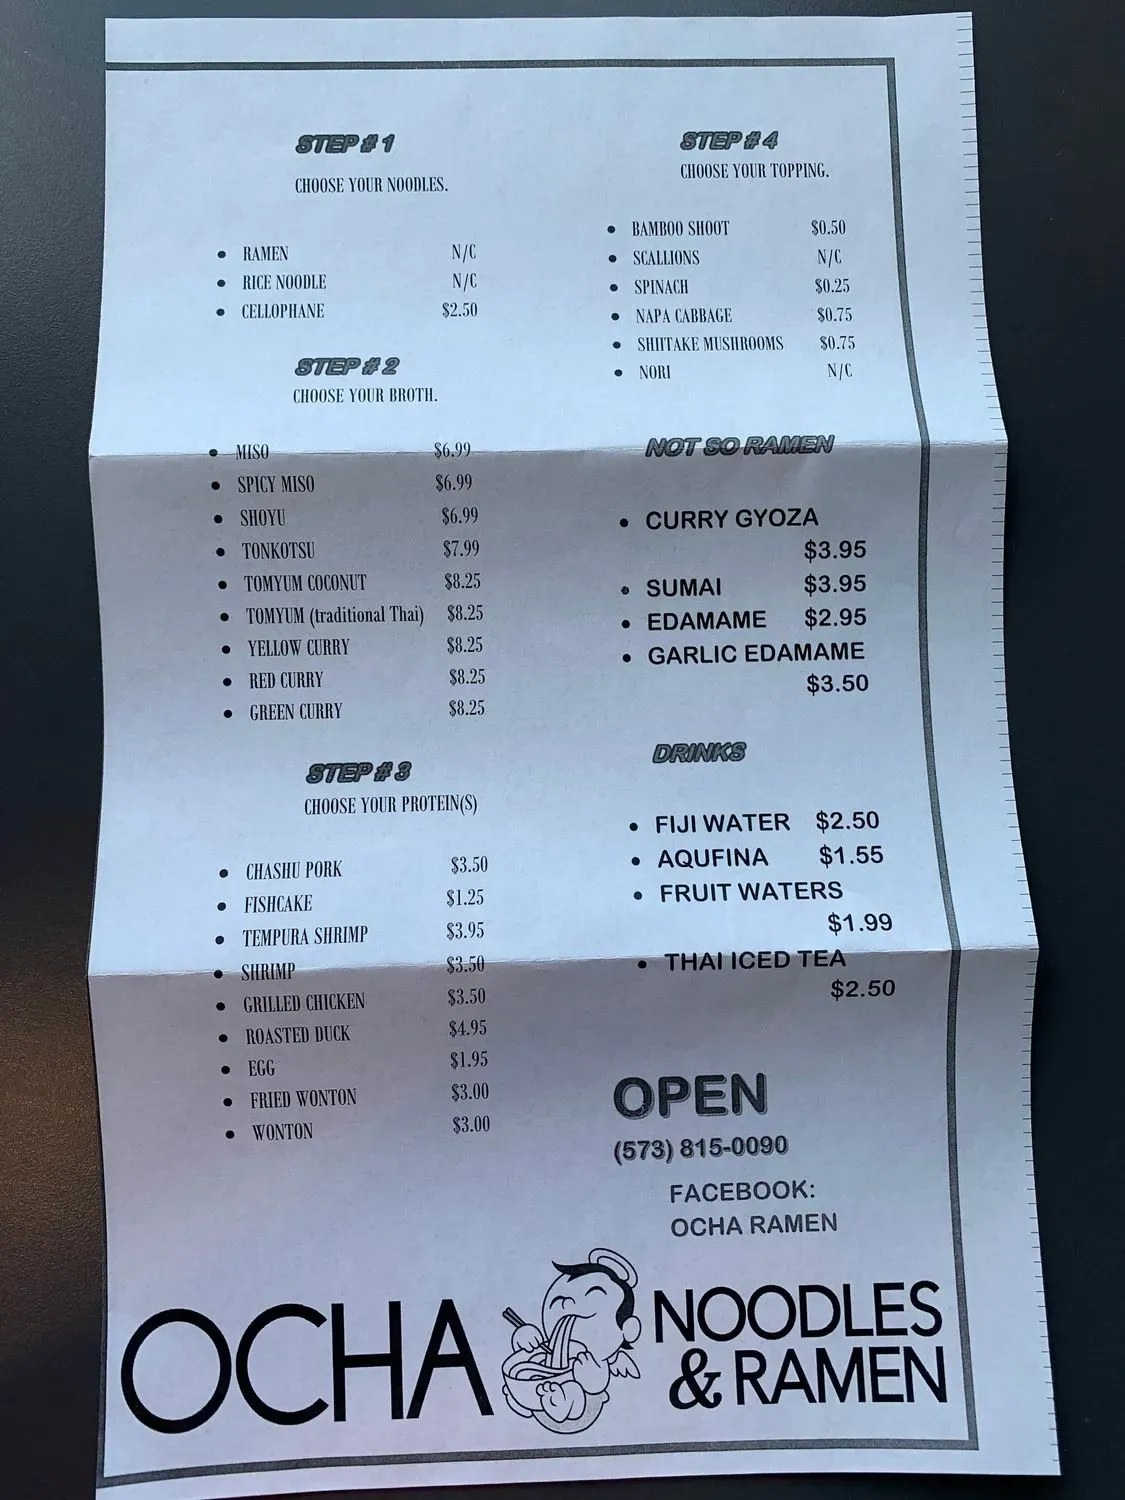 STEP # 1
CHOOSE YOUR NOODLES.
RAMEN N/C
RICE NOODLE N/C
CELLOPHANE $2.50
STEP # 2
CHOOSE YOUR BROTH.
MISO $6.99
SPICY MISO $6.99
SHOYU $6.99
TONKOTSU $7.99
TOMYUM COCONUT $8.25
TOMYUM (traditional Thai) $8.25
YELLOW CURRY $8.25
RED CURRY $8.25
GREEN CURRY $8.25
STEP # 3
CHOOSE YOUR PROTEIN(S)
CHASHU PORK $3.50
FISHCAKE $1.25
TEMPURA SHRIMP $3.95
SHRIMP $3.50
GRILLED CHICKEN $3.50
ROASTED DUCK $4.95
EGG $1.95
FRIED WONTON $3.00
WONTON $3.00
STEP # 4
CHOOSE YOUR TOPPING.
BAMBOO SHOOT $0.50
SCALLIONS N/C
SPINACH $0.25
NAPA CABBAGE $0.75
SHIITAKE MUSHROOMS $0.75
NORI N/C
NOT SO RAMEN
CURRY GYOZA
$3.95
SUMAI $3.95
EDAMAME $2.95
GARLIC EDAMAME
$3.50
DRINKS
FIJI WATER $2.50
AQUFINA $1.55
FRUIT WATERS
$1.99
THAI ICED TEA
$2.50
OPEN
(573) 815-0090
FACEBOOK:
OCHA RAMEN
OCHA
NOODLES
& RAMEN